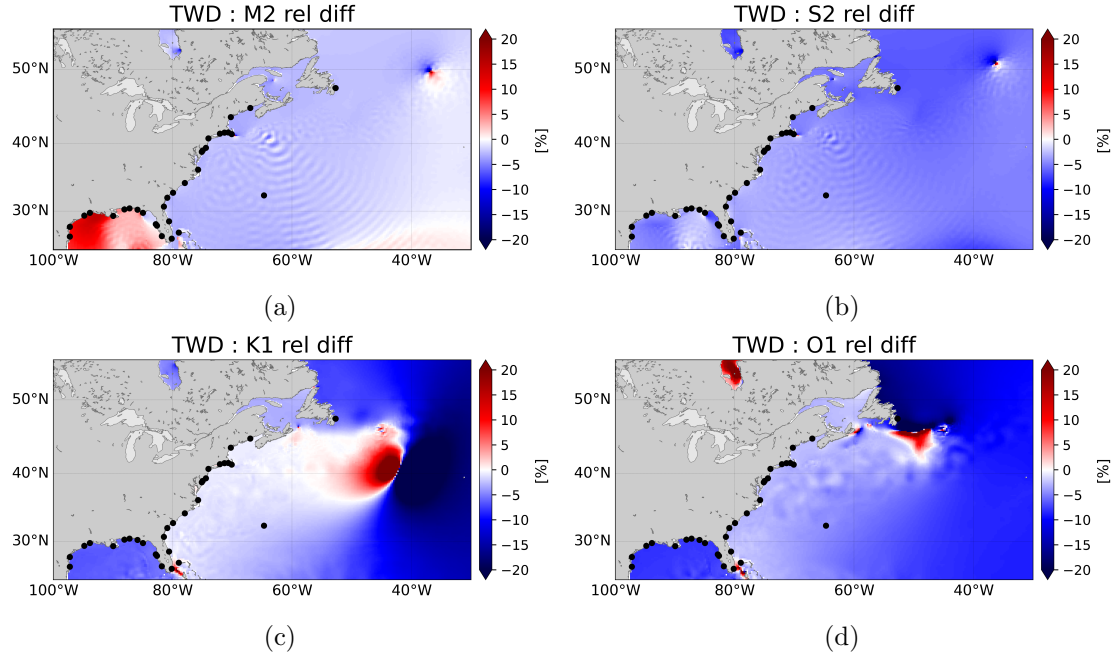 TWD : M2 rel diff
50°N
40°N
30°N
100°W 80°W 60°W 40°W
20
15
10
5
0
−5
−10
−15
−20
[%]
(a)
TWD : S2 rel diff
50°N
40°N
30°N
100°W 80°W 60°W 40°W
20
15
10
5
0
−5
−10
−15
−20
[%]
(b)
TWD : K1 rel diff
50°N
40°N
30°N
100°W 80°W 60°W 40°W
20
15
10
5
0
−5
−10
−15
−20
[%]
(c)
TWD : O1 rel diff
50°N
40°N
30°N
100°W 80°W 60°W 40°W
20
15
10
5
0
−5
−10
−15
−20
[%]
(d)